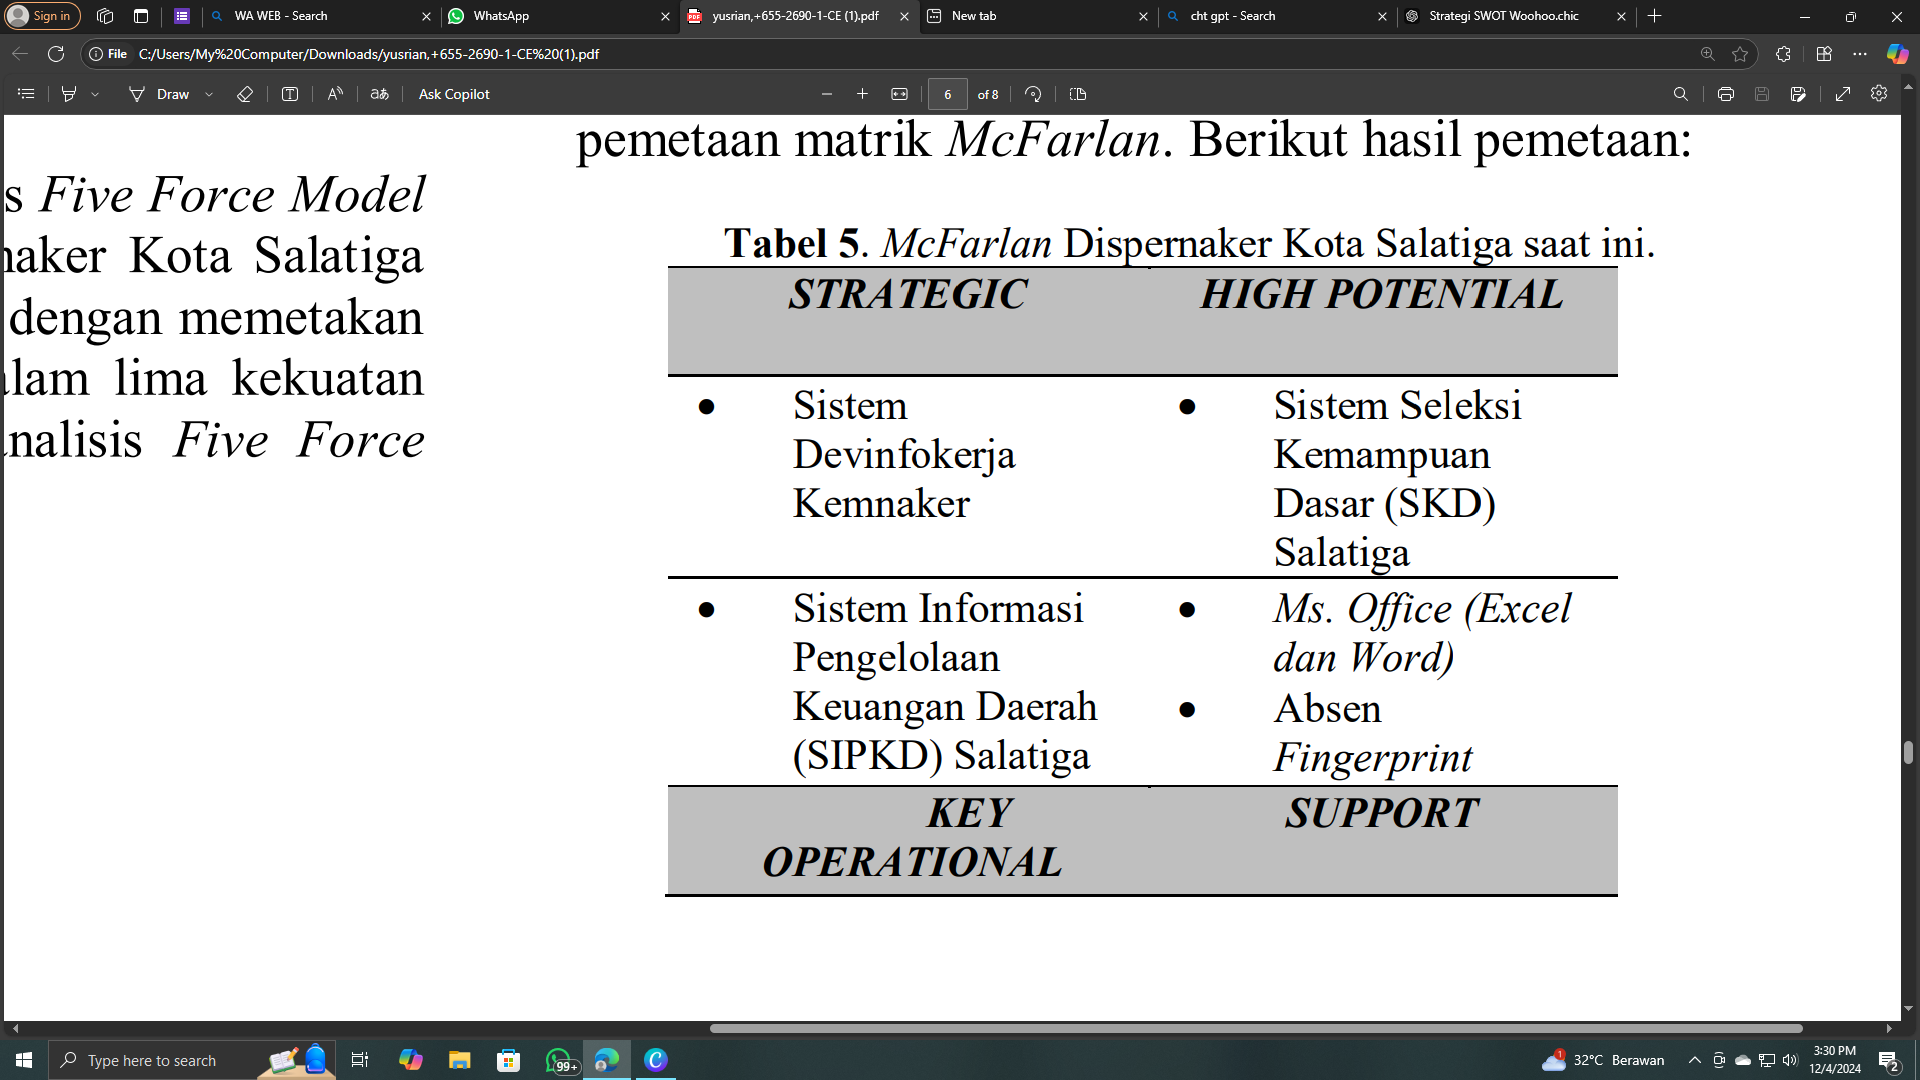 Sign in
WA WEB - Search
WhatsApp
yusrian,+655-2690-1-CE (1).pdf
New tab
cht gpt - Search
Strategi SWOT Woohoo.chic
File
C:/Users/My%20Computer/Downloads/yusrian,+655-2690-1-CE%20(1).pdf
Draw
aあ
Ask Copilot
6
of 8
s Five Force Model
naker Kota Salatiga
dengan memetakan
alam lima kekuatan
nalisis Five Force
pemetaan matrik McFarlan. Berikut hasil pemetaan:
Tabel 5. McFarlan Dispernaker Kota Salatiga saat ini.
STRATEGIC
HIGH POTENTIAL
• Sistem
Devinfokerja
Kemnaker
• Sistem Seleksi
Kemampuan
Dasar (SKD)
Salatiga
• Sistem Informasi
Pengelolaan
Keuangan Daerah
(SIPKD) Salatiga
• Ms. Office (Excel
dan Word)
• Absen
Fingerprint
KEY
OPERATIONAL
SUPPORT
Type here to search
99+
1
32°C Berawan
3:30 PM
12/4/2024
2